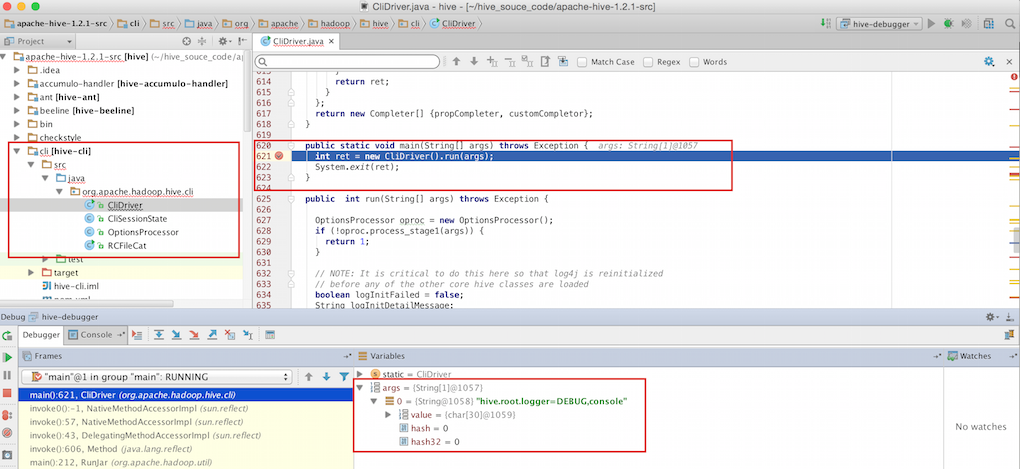 CliDriver.java - hive - [~/hive_souce_code/apache-hive-1.2.1-src]
apache-hive-1.2.1-src cli src java org apache hadoop hive cli CliDriver hive-debugger
Project CliDriver.java
apache-hive-1.2.1-src [hive] (~/hive_souce_code/a
Match Case Regex Words
.idea
accumulo-handler [hive-accumulo-handler]
ant [hive-ant]
beeline [hive-beeline]
bin
checkstyle
cli [hive-cli]
src
java
org.apache.hadoop.hive.cli
CliDriver
CliSessionState
OptionsProcessor
RCFileCat
test
target
hive-cli.iml
pom.xml
613 }
614 return ret;
615 }
616 };
617 return new Completer[] {propCompleter, customCompleter};
618 }
619
620 public static void main(String[] args) throws Exception { args: String[1]@1057
621 int ret = new CliDriver().run(args);
622 System.exit(ret);
623 }
624
625 public int run(String[] args) throws Exception {
626
627 OptionsProcessor oproc = new OptionsProcessor();
628 if (!oproc.process_stage1(args)) {
629 return 1;
630 }
631
632 // NOTE: It is critical to do this here so that log4j is reinitialized
633 // before any of the other core hive classes are loaded
634 boolean logInitFailed = false;
635 String logInitDetailMessage;
Debug hive-debugger
Debugger Console
Frames
"main"@1 in group "main": RUNNING
main():621, CliDriver (org.apache.hadoop.hive.cli)
invoke0():-1, NativeMethodAccessorImpl (sun.reflect)
invoke():57, NativeMethodAccessorImpl (sun.reflect)
invoke():43, DelegatingMethodAccessorImpl (sun.reflect)
invoke():606, Method (java.lang.reflect)
main():212, RunJar (org.apache.hadoop.util)
Variables
static = CliDriver
args = {String[1]@1057}
0 = {String@1058} "hive.root.logger=DEBUG,console"
value = {char[30]@1059}
hash = 0
hash32 = 0
Watches
No watches